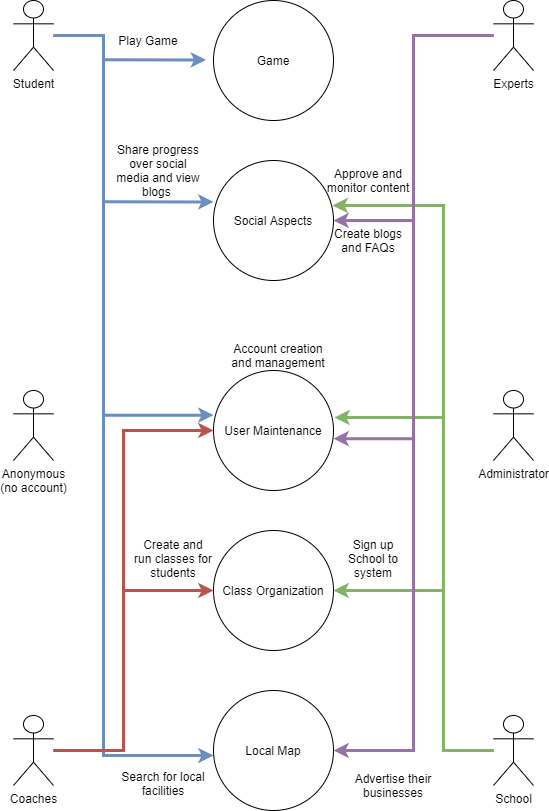 Play Game
Game
Student
Experts
Share progress
over social
media and view
blogs
Approve and
monitor content
Social Aspects
Create blogs
and FAQs
Account creation
and management
User Maintenance
Anonymous
(no account)
Administrator
Create and
run classes for
students
Sign up
School to
system
Class Organization
Local Map
Search for local
facilities
Advertise their
businesses
Coaches
School